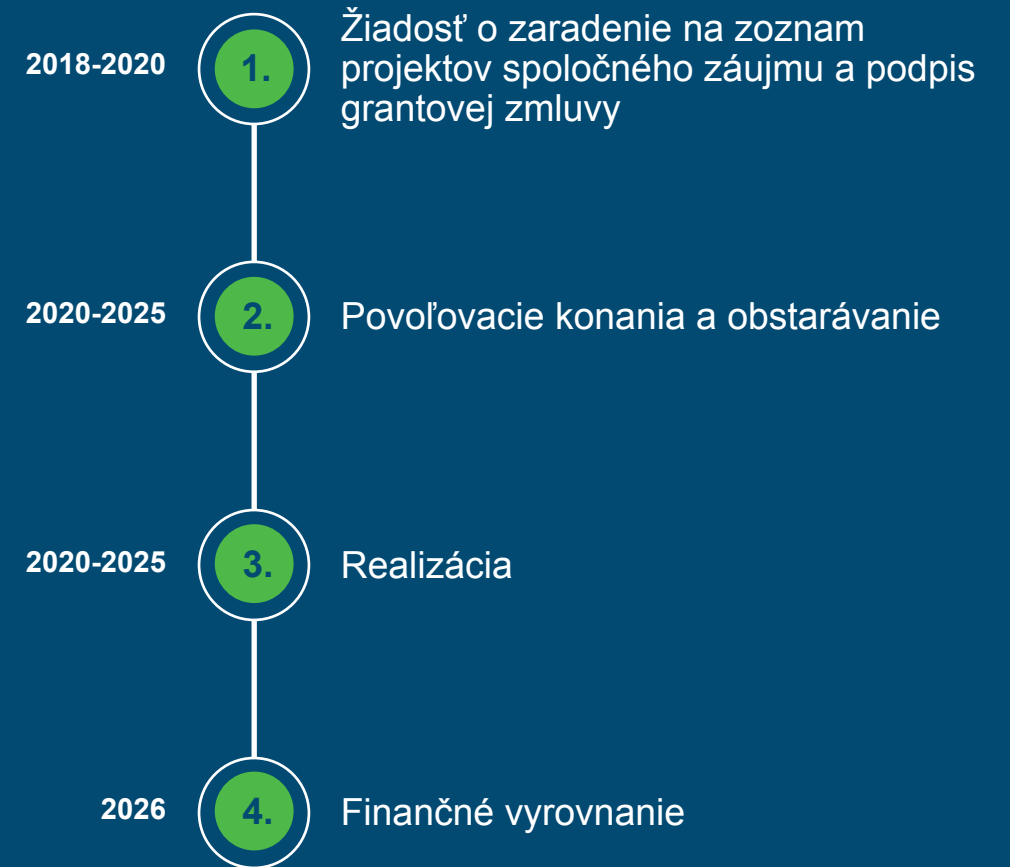 2018-2020
1.
Žiadosť o zaradenie na zoznam
projektov spoločného záujmu a podpis
grantovej zmluvy
2020-2025
2.
Povoľovacie konania a obstarávanie
2020-2025
3.
Realizácia
2026
4.
Finančné vyrovnanie